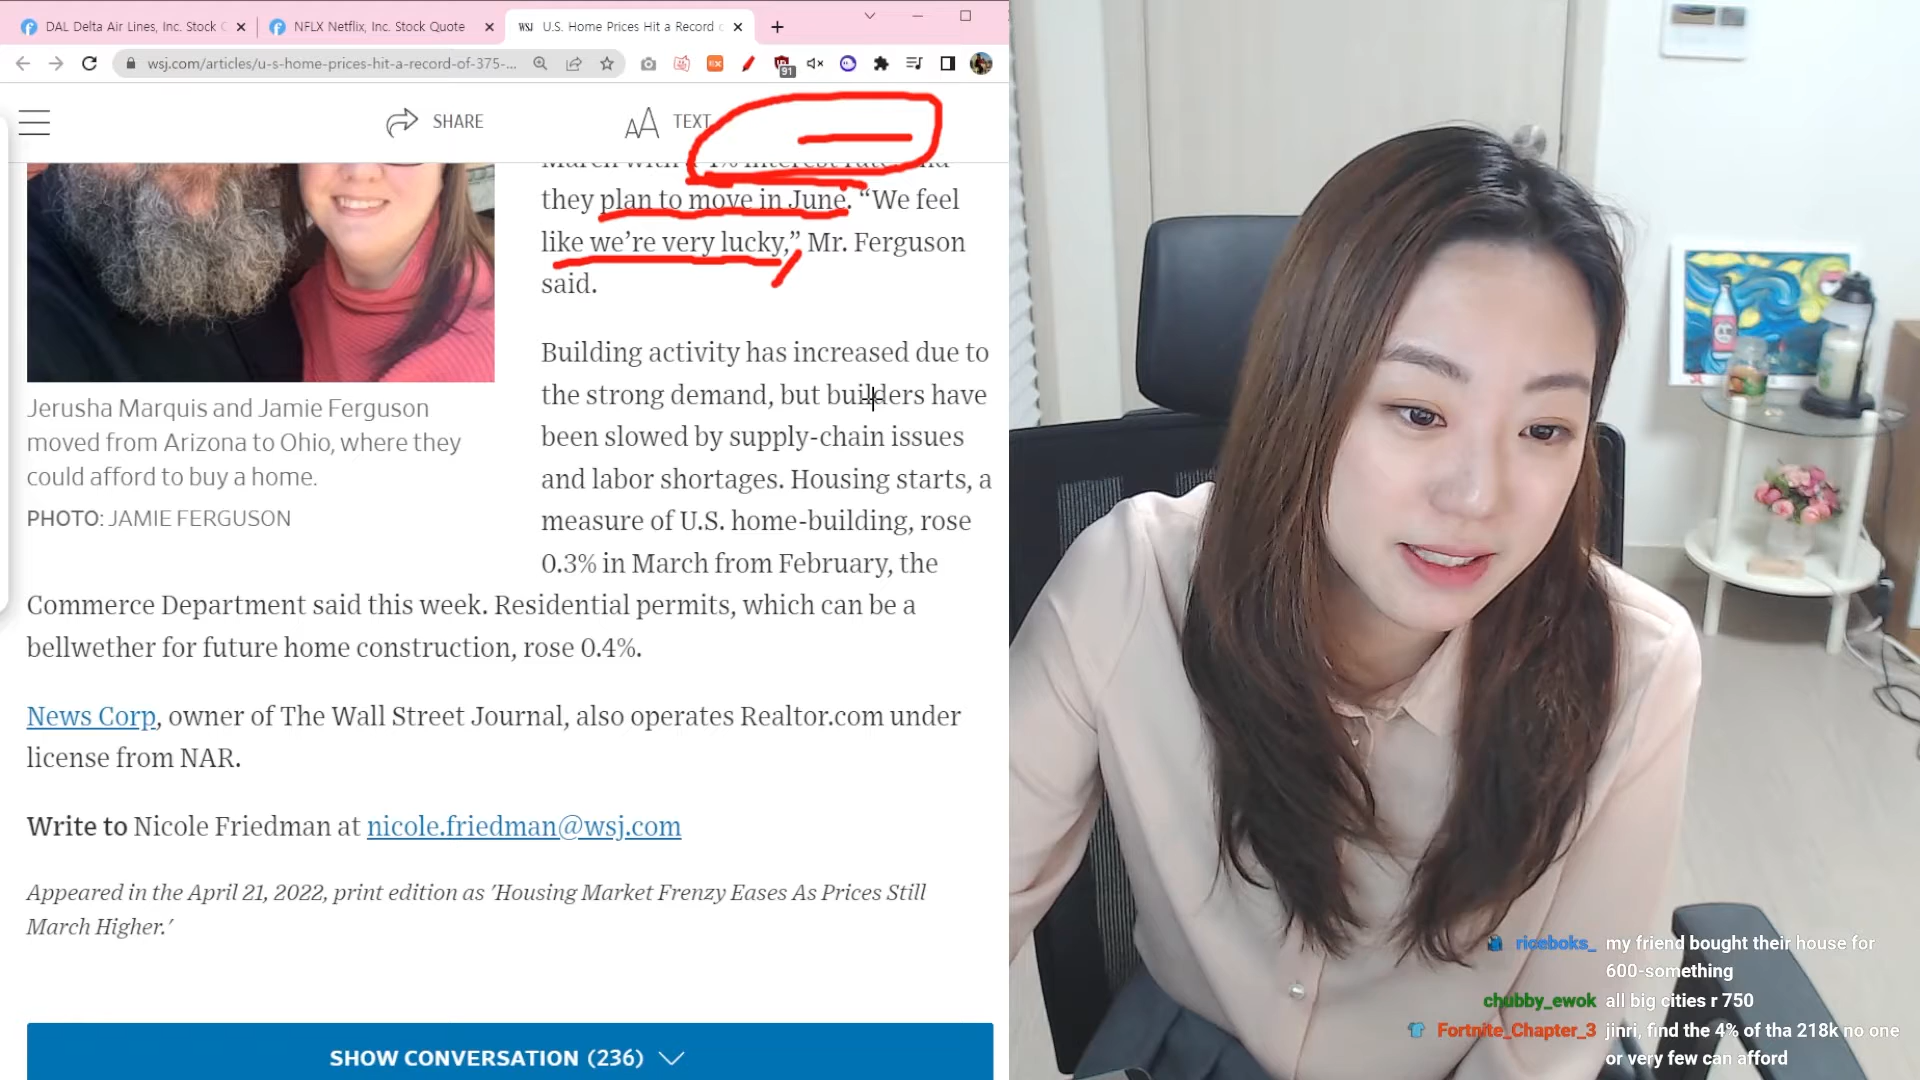 DAL Delta Air Lines, Inc. Stock
NFLX Netflix, Inc. Stock Quote
WSJ U.S. Home Prices Hit a Record
wsj.com/articles/u-s-home-prices-hit-a-record-of-375-...
91
SHARE
AA TEXT
they plan to move in June. “We feel
like we’re very lucky,” Mr. Ferguson
said.
Building activity has increased due to
the strong demand, but builders have
been slowed by supply-chain issues
and labor shortages. Housing starts, a
measure of U.S. home-building, rose
0.3% in March from February, the
Commerce Department said this week. Residential permits, which can be a
bellwether for future home construction, rose 0.4%.
Jerusha Marquis and Jamie Ferguson
moved from Arizona to Ohio, where they
could afford to buy a home.
PHOTO: JAMIE FERGUSON
News Corp, owner of The Wall Street Journal, also operates Realtor.com under
license from NAR.
Write to Nicole Friedman at nicole.friedman@wsj.com
Appeared in the April 21, 2022, print edition as 'Housing Market Frenzy Eases As Prices Still
March Higher.'
SHOW CONVERSATION (236)
riceboks_ my friend bought their house for
600-something
chubby_ewok all big cities r 750
Fortnite_Chapter_3 jinri, find the 4% of tha 218k no one
or very few can afford